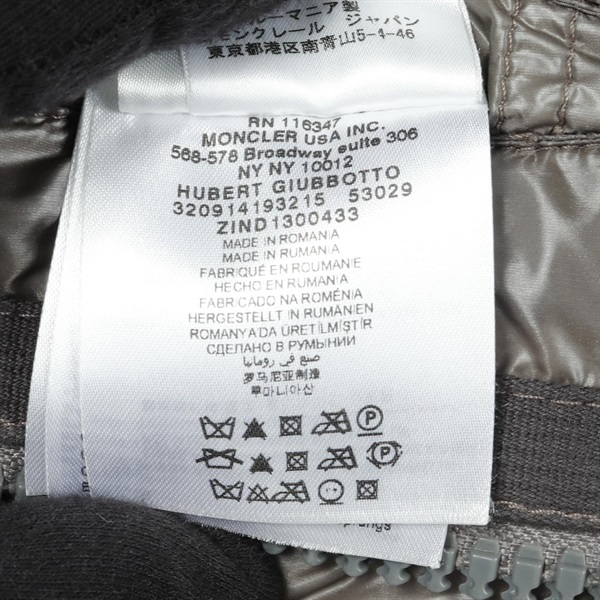 ルーマニア製
モンクレール ジャパン
東京都港区南青山5-4-46
RN 116347
MONCLER USA INC.
568-578 Broadway suite 306
NY NY 10012
HUBERT GIUBBOTTO
320914193215 53029
ZIND1300433
MADE IN ROMANIA
MADE IN ROMANIA
FABRIQUÉ EN ROUMANIE
HECHO EN RUMANIA
FABRICADO NA ROMÉNIA
HERGESTELLT IN RUMÄNIEN
ROMANYA'DA ÜRETİLMİŞTİR
СДЕЛАНО В РУМЫНИИ
صنع في رومانيا
罗马尼亚制造
루마니아산
P
P